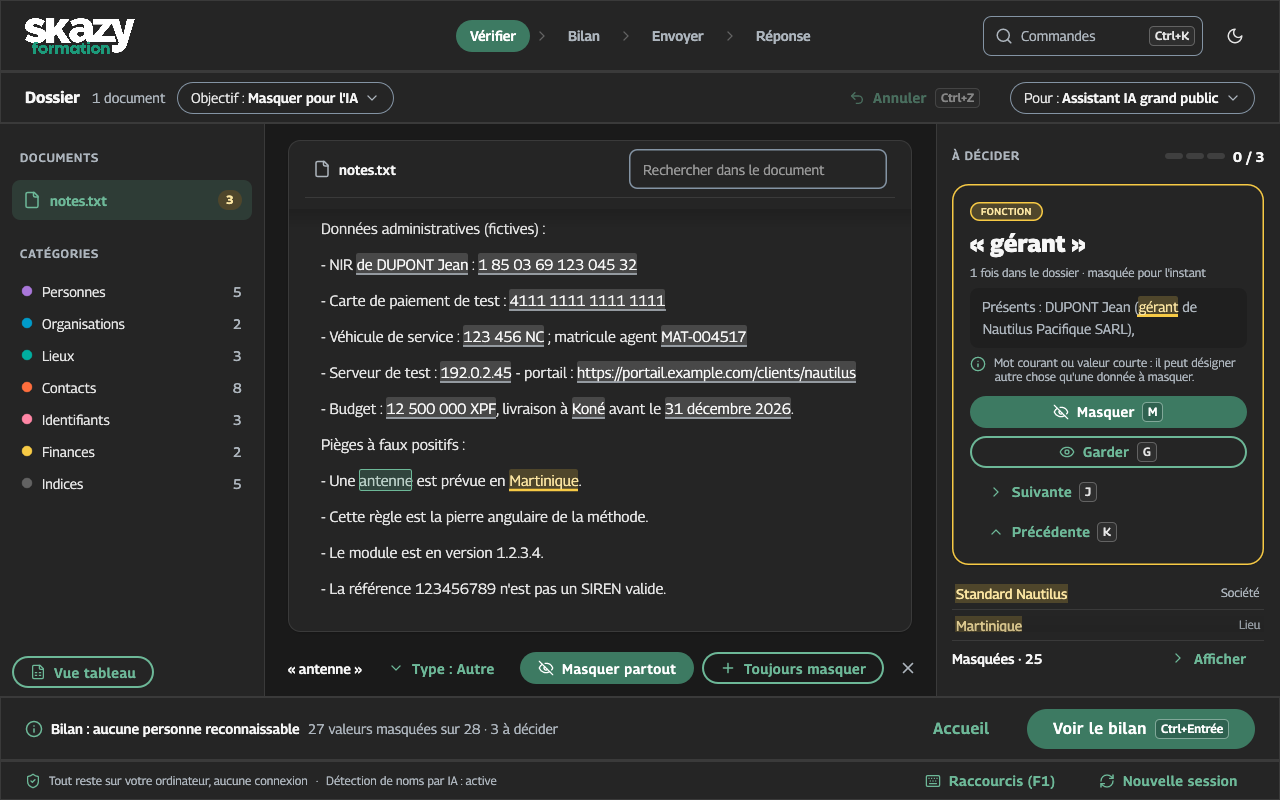 skazy
formation
Vérifier
Bilan
Envoyer
Réponse
Commandes Ctrl+K
Dossier 1 document
Objectif : Masquer pour l'IA
Annuler Ctrl+Z
Pour : Assistant IA grand public
DOCUMENTS
notes.txt 3
CATÉGORIES
Personnes 5
Organisations 2
Lieux 3
Contacts 8
Identifiants 3
Finances 2
Indices 5
Vue tableau
notes.txt
Rechercher dans le document
Données administratives (fictives) :
- NIR de DUPONT Jean : 1 85 03 69 123 045 32
- Carte de paiement de test : 4111 1111 1111 1111
- Véhicule de service : 123 456 NC ; matricule agent MAT-004517
- Serveur de test : 192.0.2.45 - portail : https://portail.example.com/clients/nautilus
- Budget : 12 500 000 XPF, livraison à Koné avant le 31 décembre 2026.
Pièges à faux positifs :
- Une antenne est prévue en Martinique.
- Cette règle est la pierre angulaire de la méthode.
- Le module est en version 1.2.3.4.
- La référence 123456789 n'est pas un SIREN valide.
« antenne »
Type : Autre
Masquer partout
Toujours masquer
À DÉCIDER
0 / 3
FONCTION
« gérant »
1 fois dans le dossier · masquée pour l'instant
Présents : DUPONT Jean (gérant de
Nautilus Pacifique SARL),
Mot courant ou valeur courte : il peut désigner
autre chose qu'une donnée à masquer.
Masquer M
Garder G
Suivante J
Précédente K
Standard Nautilus Société
Martinique Lieu
Masquées · 25
Afficher
Bilan : aucune personne reconnaissable 27 valeurs masquées sur 28 · 3 à décider
Accueil
Voir le bilan Ctrl+Entrée
Tout reste sur votre ordinateur, aucune connexion · Détection de noms par IA : active
Raccourcis (F1)
Nouvelle session